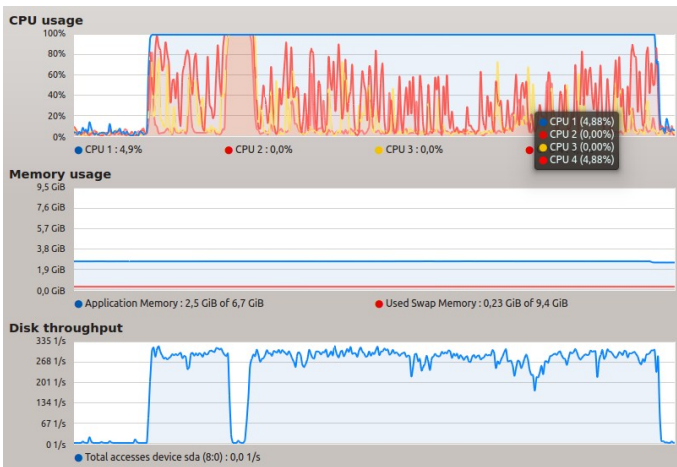 CPU usage
100%
80%
60%
40%
20%
0%
CPU 1 : 4,9%
CPU 2 : 0,0%
CPU 3 : 0,0%
CPU 1 (4,88%)
CPU 2 (0,00%)
CPU 3 (0,00%)
CPU 4 (4,88%)
Memory usage
9,5 GiB
7,6 GiB
5,7 GiB
3,8 GiB
1,9 GiB
0,0 GiB
Application Memory : 2,5 GiB of 6,7 GiB
Used Swap Memory : 0,23 GiB of 9,4 GiB
Disk throughput
335 1/s
268 1/s
201 1/s
134 1/s
67 1/s
0 1/s
Total accesses device sda (8:0) : 0,0 1/s